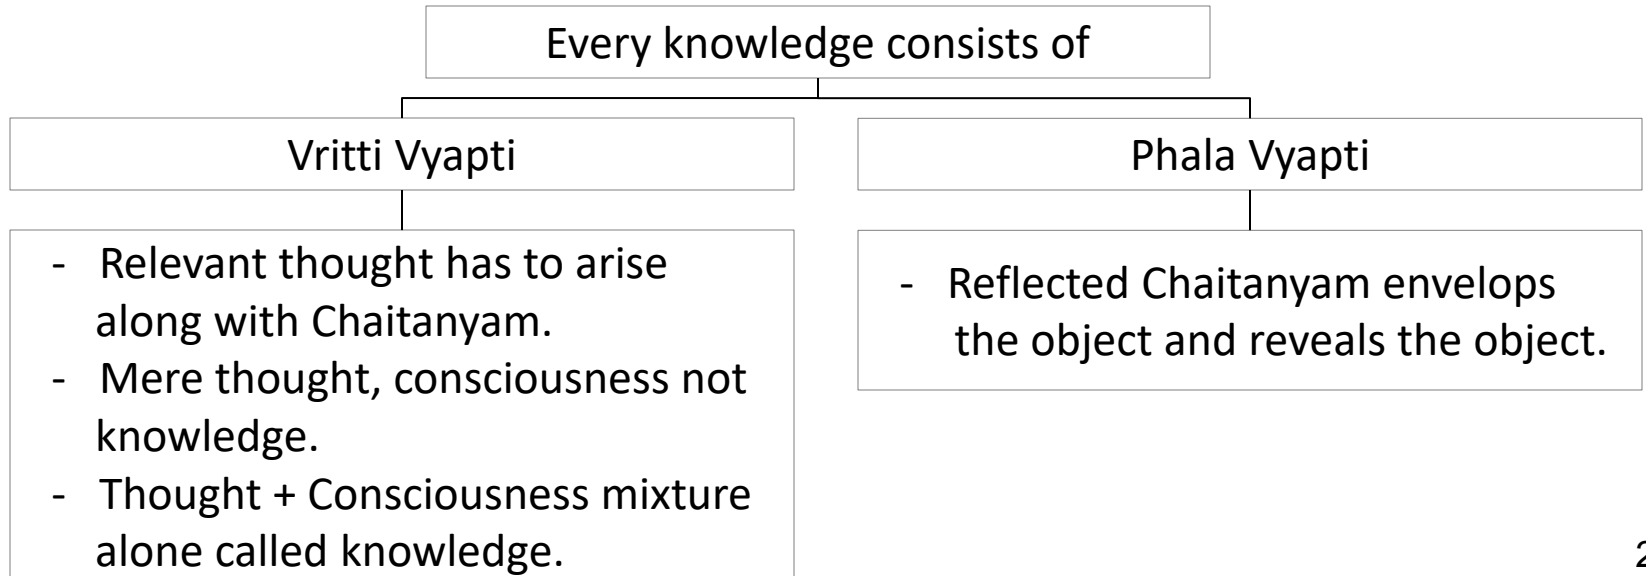 Every knowledge consists of
Vritti Vyapti
- Relevant thought has to arise
along with Chaitanyam.
- Mere thought, consciousness not
knowledge.
- Thought + Consciousness mixture
alone called knowledge.
Phala Vyapti
- Reflected Chaitanyam envelops
the object and reveals the object.